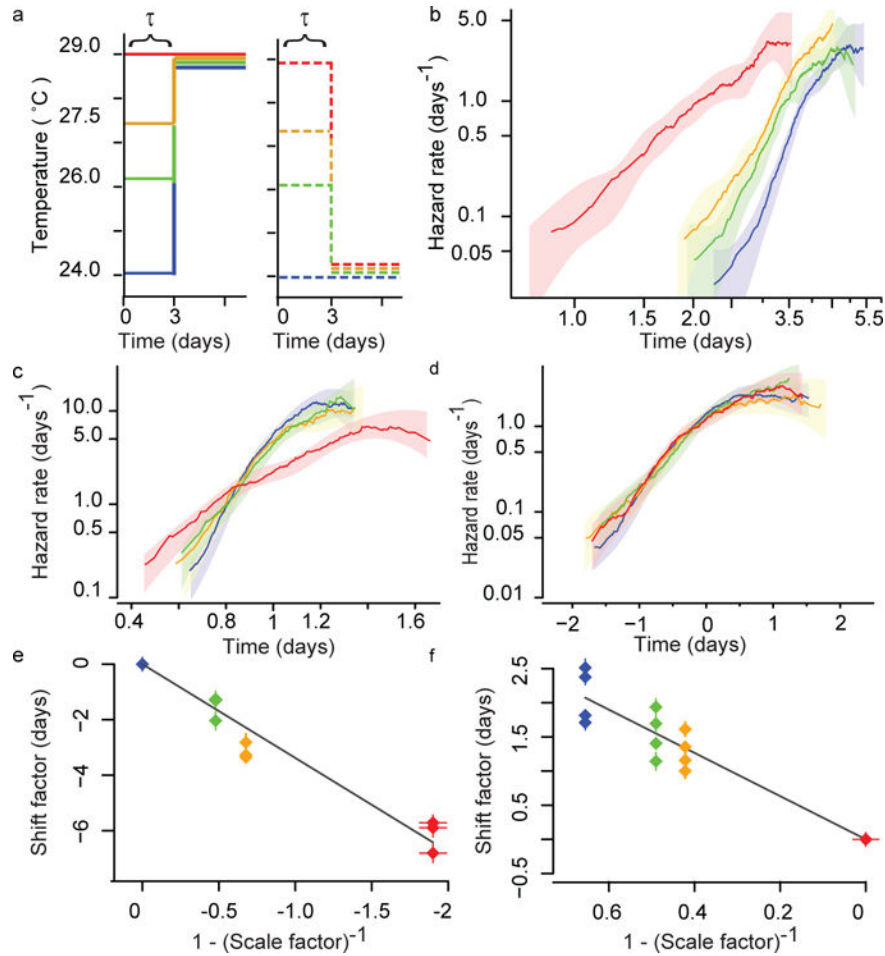 a
τ
τ
b
Temperature ( °C)
29.0
27.5
26.0
24.0
0
3
0
3
Time (days)
Time (days)
Hazard rate (days-1)
5.0
1.0
0.5
0.1
0.05
1.0
1.5
2.0
3.5
5.5
Time (days)
c
Hazard rate (days-1)
10.0
5.0
1.0
0.5
0.1
0.4
0.6
0.8
1.2
1.6
Time (days)
d
Hazard rate (days-1)
1.0
0.1
0.05
0.01
−2
−1
0
1
2
Time (days)
e
Shift factor (days)
0
−2
−4
−6
0
-0.5
-1
-1.5
-2
1 - (Scale factor)-1
f
Shift factor (days)
2.5
1.5
0.5
−0.5
0.6
0.4
0.2
0
1 - (Scale factor)-1